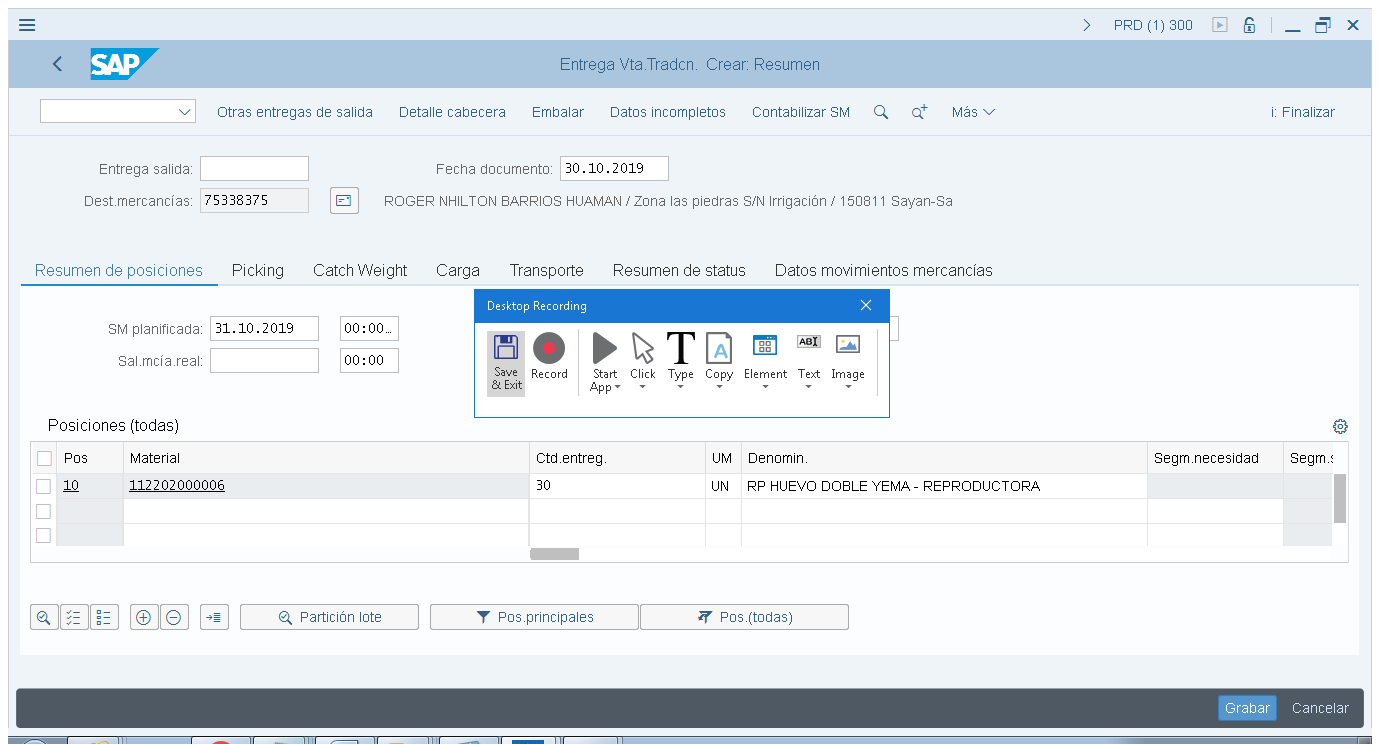 PRD (1) 300
SAP
Entrega Vta.Tradcn. Crear: Resumen
Otras entregas de salida Detalle cabecera Embalar Datos incompletos Contabilizar SM Más i: Finalizar
Entrega salida: Fecha documento: 30.10.2019
Dest.mercancías: 75338375 ROGER NHILTON BARRIOS HUAMAN / Zona las piedras S/N Irrigación / 150811 Sayan-Sa
Resumen de posiciones Picking Catch Weight Carga Transporte Resumen de status Datos movimientos mercancías
Desktop Recording
SM planificada: 31.10.2019 00:00…
Sal.mcía.real: 00:00
Save & Exit Record Start App Click Type Copy Element Text Image
Posiciones (todas)
Pos Material Ctd.entreg. UM Denomin. Segm.necesidad Segm.s
10 112202000006 30 UN RP HUEVO DOBLE YEMA - REPRODUCTORA
Partición lote Pos.principales Pos.(todas)
Grabar Cancelar